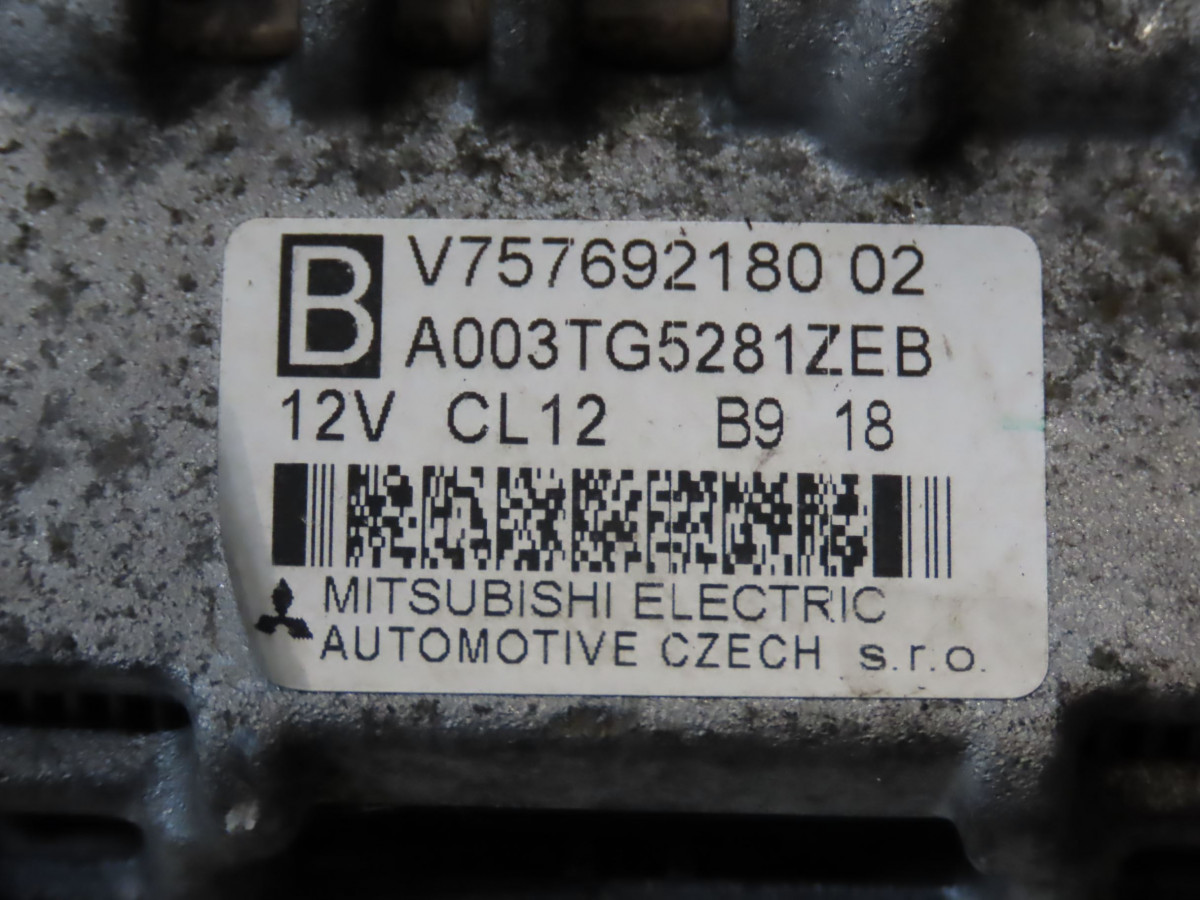 B
V757692180 02
A003TG5281ZEB
12V CL12 B9 18
MITSUBISHI ELECTRIC
AUTOMOTIVE CZECH s.r.o.